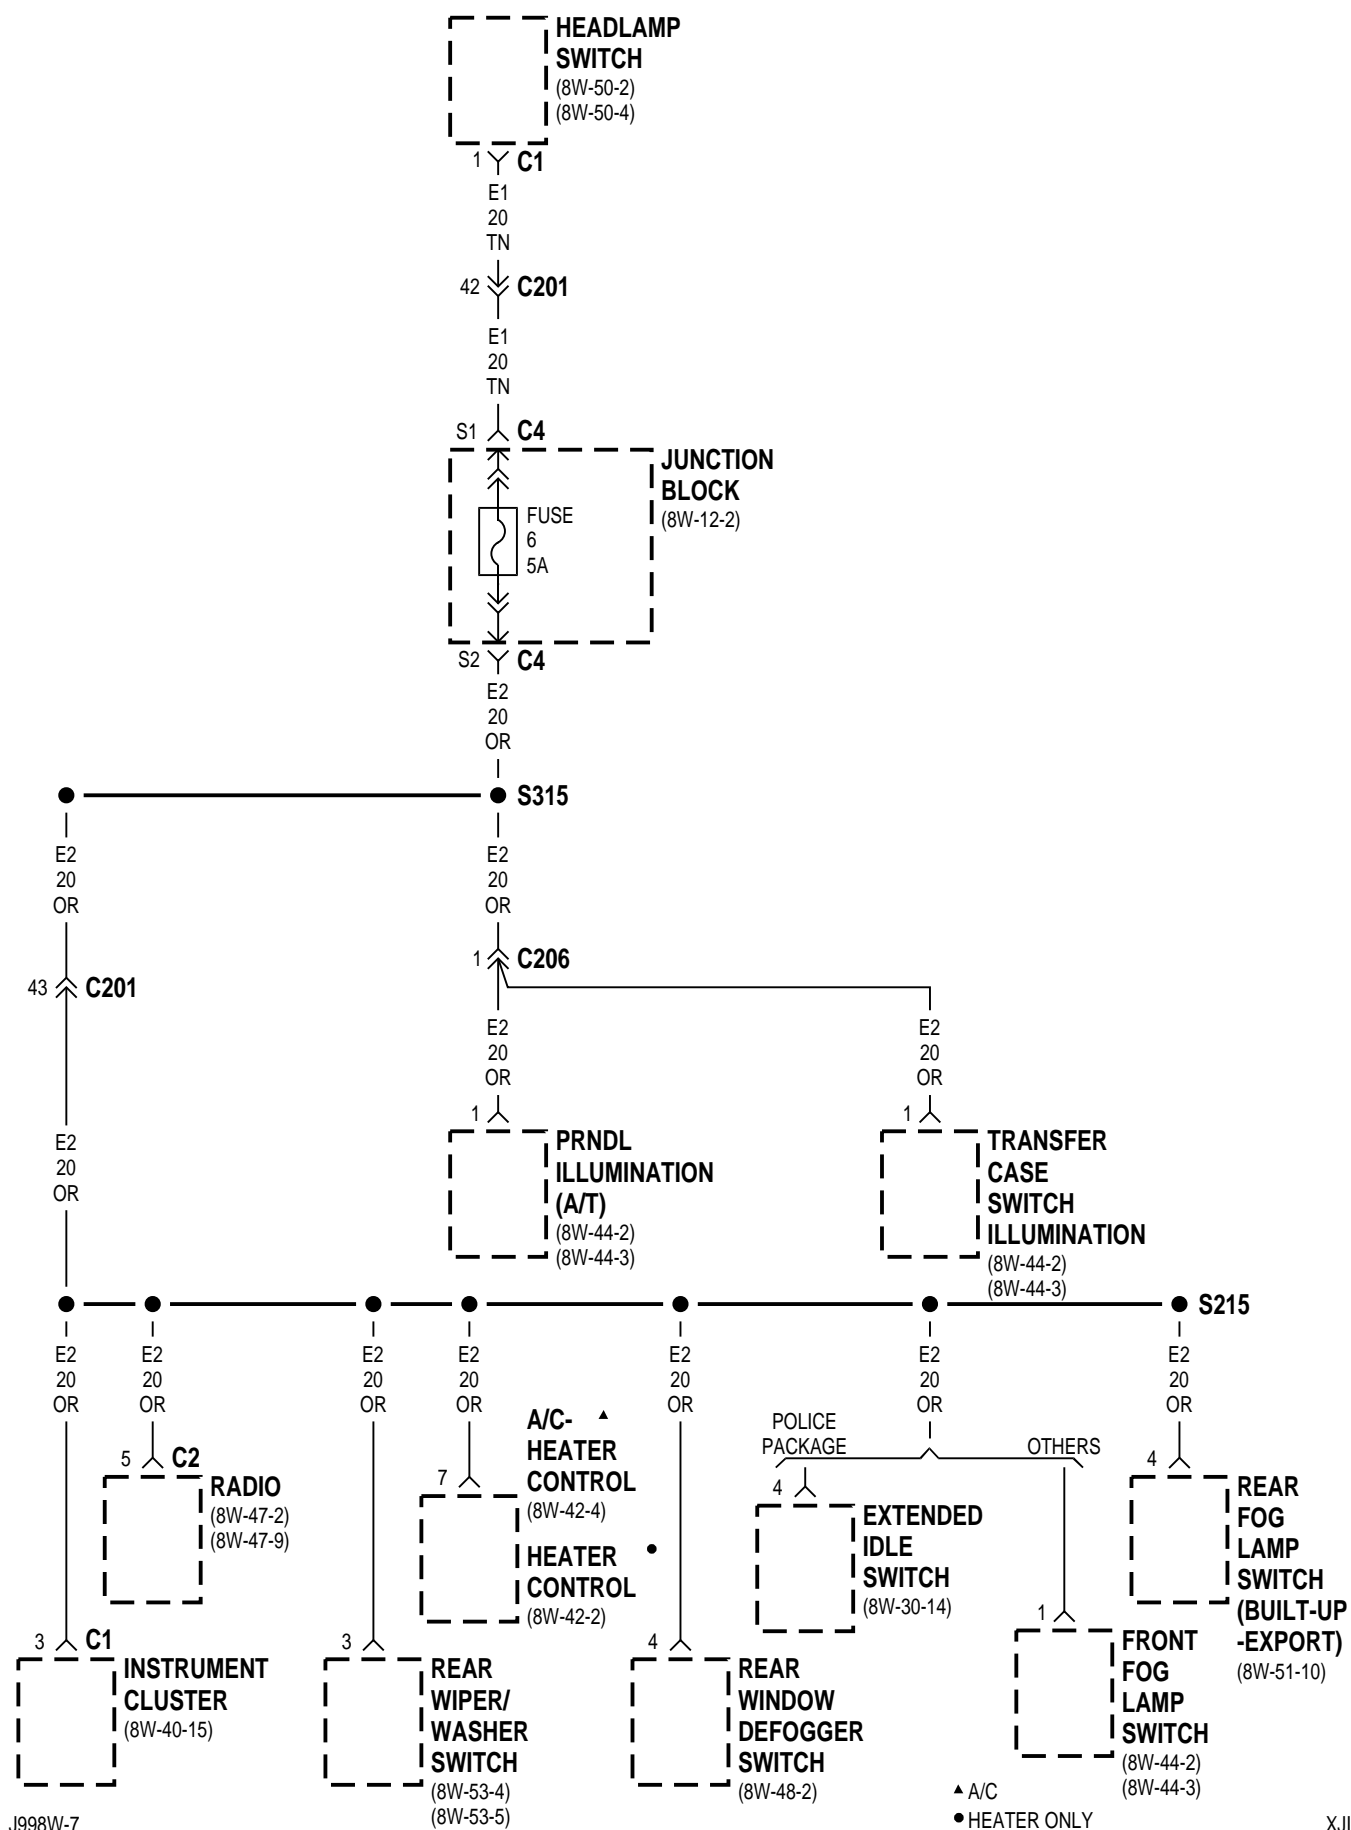 HEADLAMP
SWITCH
(8W-50-2)
(8W-50-4)
1
C1
E1
20
TN
42
C201
E1
20
TN
S1
C4
JUNCTION
BLOCK
(8W-12-2)
FUSE
6
5A
S2
C4
E2
20
OR
S315
E2
20
OR
E2
20
OR
1
C206
43
C201
E2
20
OR
E2
20
OR
1
1
E2
20
OR
PRNDL
ILLUMINATION
(A/T)
(8W-44-2)
(8W-44-3)
TRANSFER
CASE
SWITCH
ILLUMINATION
(8W-44-2)
(8W-44-3)
S215
E2
20
OR
E2
20
OR
E2
20
OR
E2
20
OR
E2
20
OR
E2
20
OR
E2
20
OR
5
C2
RADIO
(8W-47-2)
(8W-47-9)
7
A/C-
HEATER
CONTROL
(8W-42-4)
HEATER
CONTROL
(8W-42-2)
POLICE
PACKAGE
OTHERS
4
EXTENDED
IDLE
SWITCH
(8W-30-14)
4
REAR
FOG
LAMP
SWITCH
(BUILT-UP
-EXPORT)
(8W-51-10)
3
C1
INSTRUMENT
CLUSTER
(8W-40-15)
3
REAR
WIPER/
WASHER
SWITCH
(8W-53-4)
(8W-53-5)
4
REAR
WINDOW
DEFOGGER
SWITCH
(8W-48-2)
1
FRONT
FOG
LAMP
SWITCH
(8W-44-2)
(8W-44-3)
▲ A/C
● HEATER ONLY
J998W-7